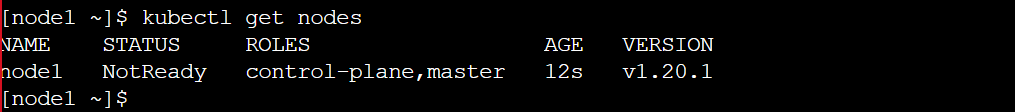 [node1 ~]$ kubectl get nodes
NAME    STATUS     ROLES                  AGE   VERSION
node1   NotReady   control-plane,master   12s   v1.20.1
[node1 ~]$